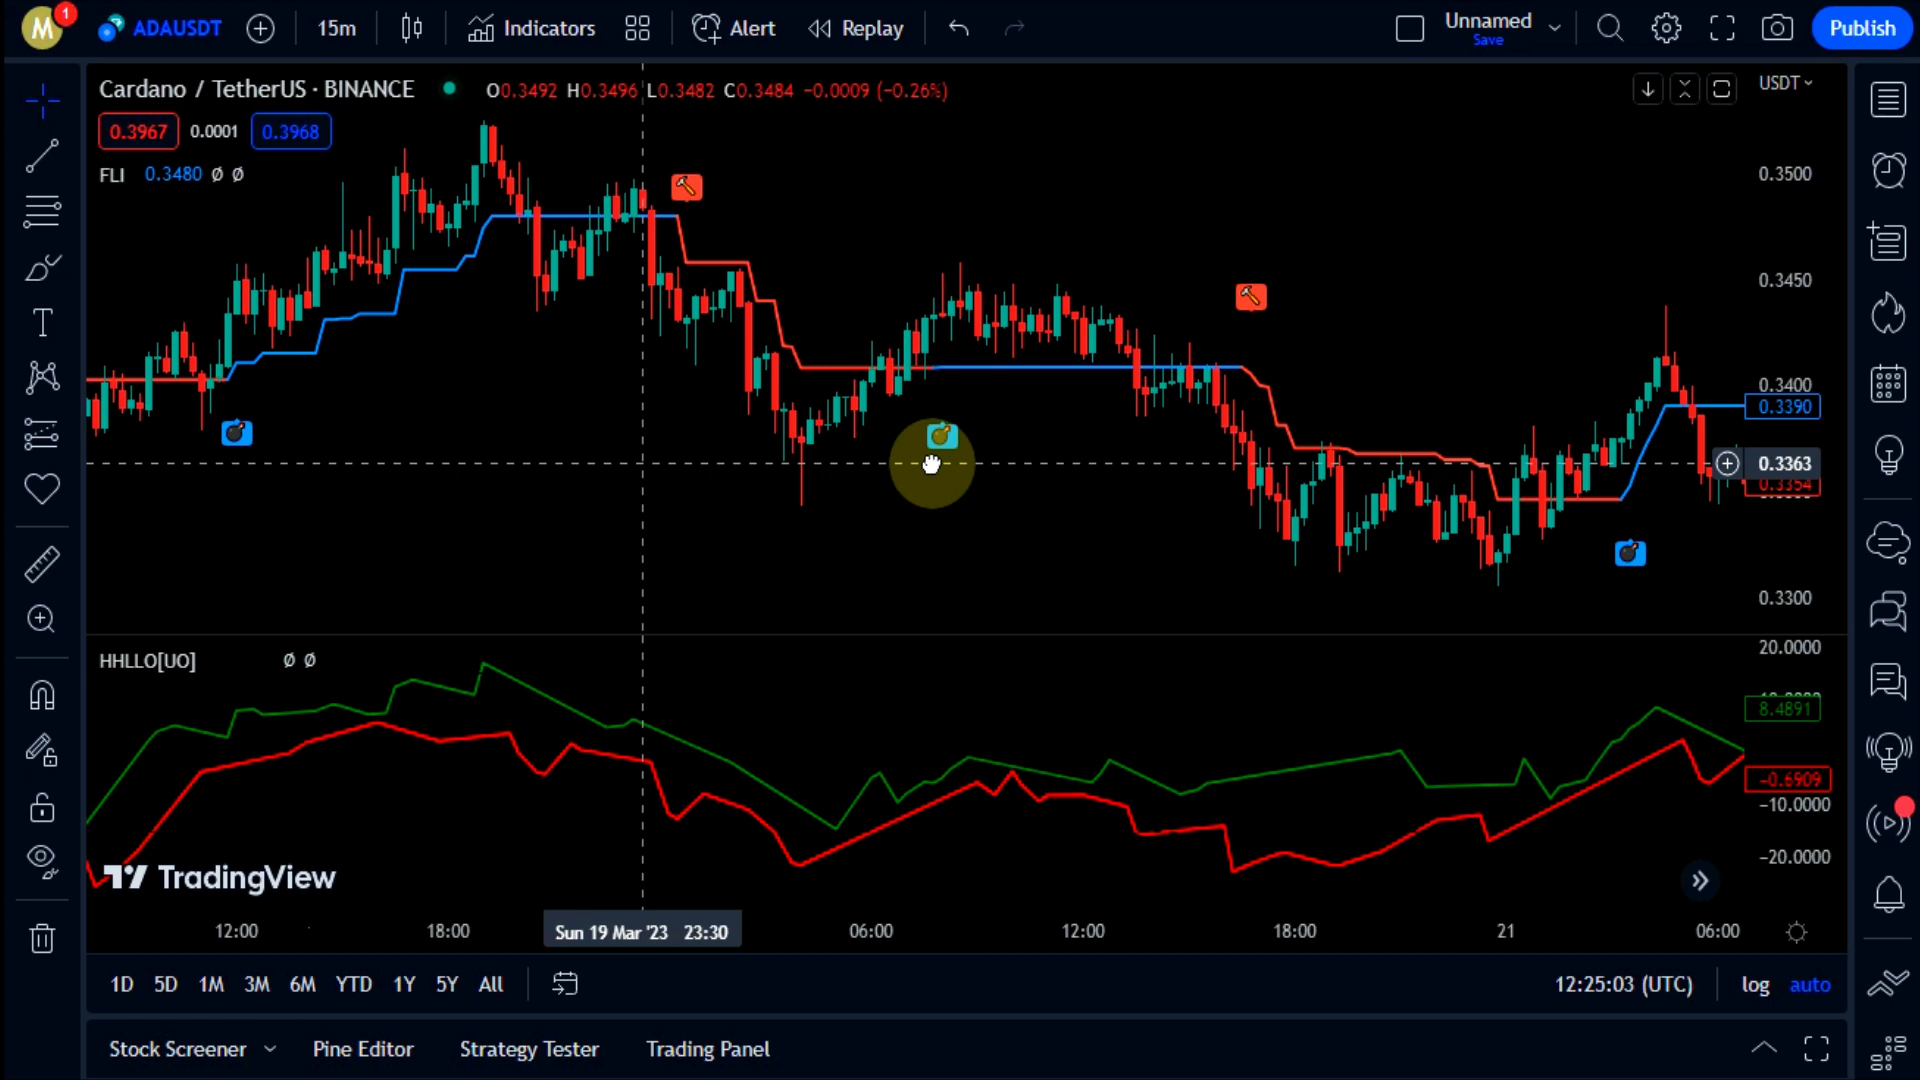 M 1 ADAUSDT 15m Indicators Alert Replay Unnamed Save Publish
Cardano / TetherUS · BINANCE O0.3492 H0.3496 L0.3482 C0.3484 −0.0009 (−0.26%) USDT
0.3967 0.0001 0.3968
FLI 0.3480 Ø Ø
0.3500
0.3450
0.3400
0.3390
0.3363
0.3354
0.3300
HHLLO[UO] Ø Ø
20.0000
8.4891
−0.6909
−10.0000
−20.0000
TradingView
12:00 18:00 Sun 19 Mar '23 23:30 06:00 12:00 18:00 21 06:00
1D 5D 1M 3M 6M YTD 1Y 5Y All 12:25:03 (UTC) log auto
Stock Screener Pine Editor Strategy Tester Trading Panel